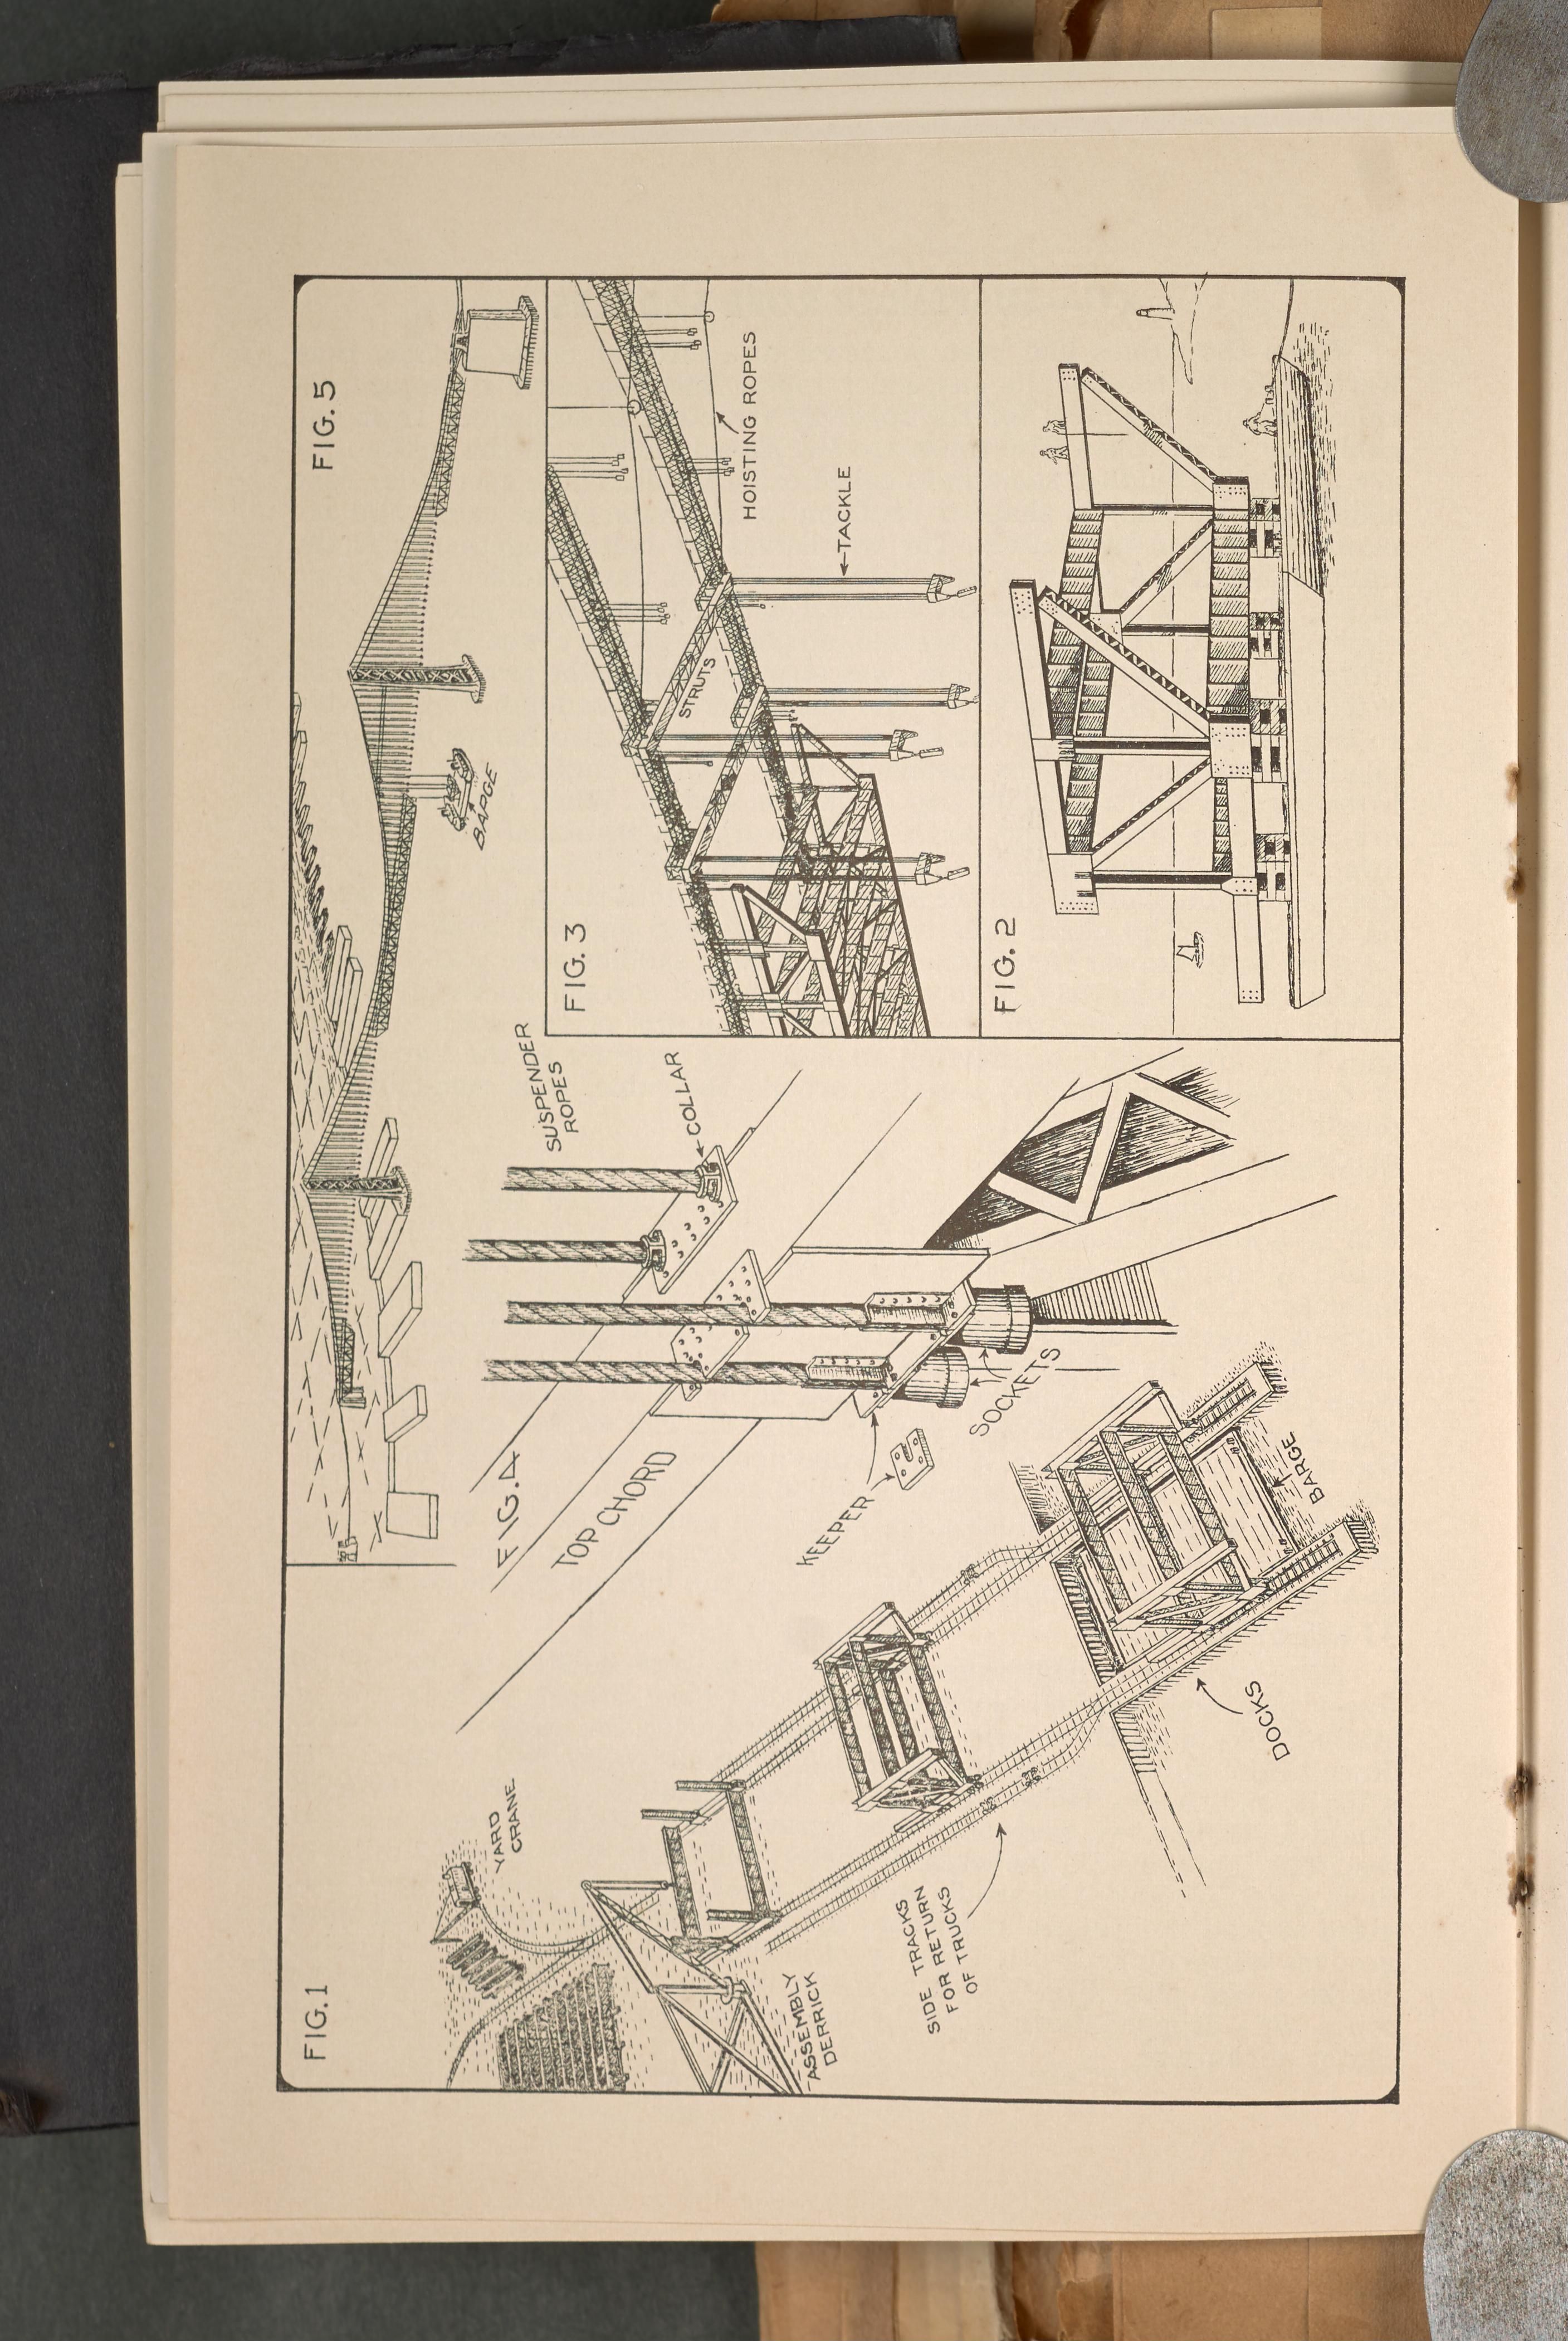 FIG. 1
YARD
CRANE
ASSEMBLY
DERRICK
SIDE TRACKS
FOR RETURN
OF TRUCKS
DOCKS
BARGE
FIG. 4
TOP CHORD
KEEPER
SOCKETS
SUSPENDER
ROPES
COLLAR
FIG. 5
BARGE
FIG. 3
STRUTS
HOISTING ROPES
TACKLE
FIG. 2